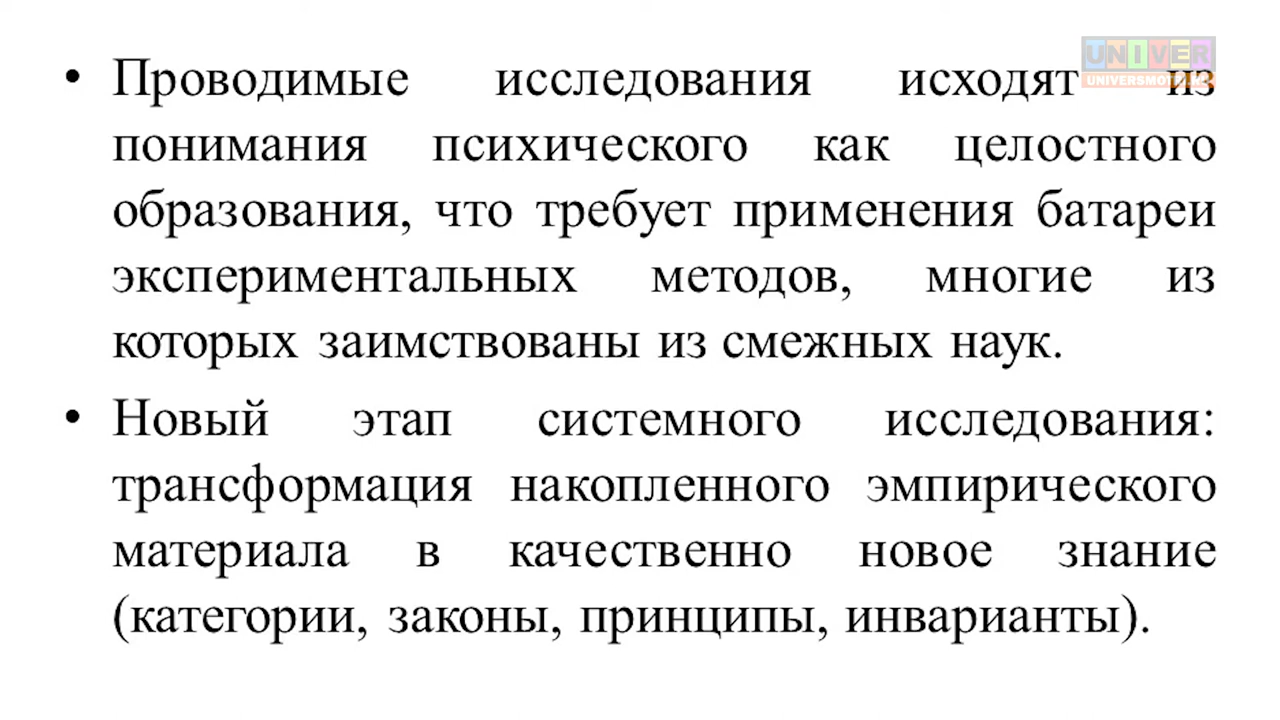 UNIVER
• Проводимые исследования исходят из
понимания психического как целостного
образования, что требует применения батареи
экспериментальных методов, многие из
которых заимствованы из смежных наук.
• Новый этап системного исследования:
трансформация накопленного эмпирического
материала в качественно новое знание
(категории, законы, принципы, инварианты).